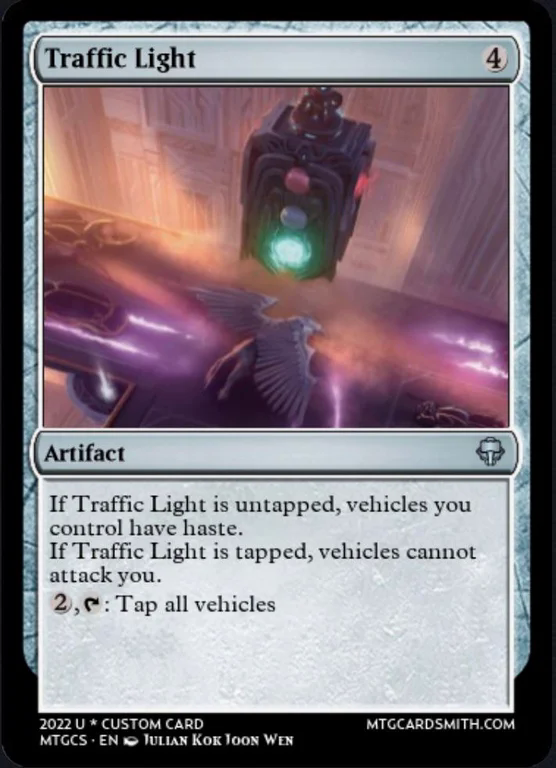 Traffic Light 4
Artifact
If Traffic Light is untapped, vehicles you
control have haste.
If Traffic Light is tapped, vehicles cannot
attack you.
2, : Tap all vehicles
2022 U * CUSTOM CARD MTGCARDSMITH.COM
MTGCS · EN JULIAN KOK JOON WEN